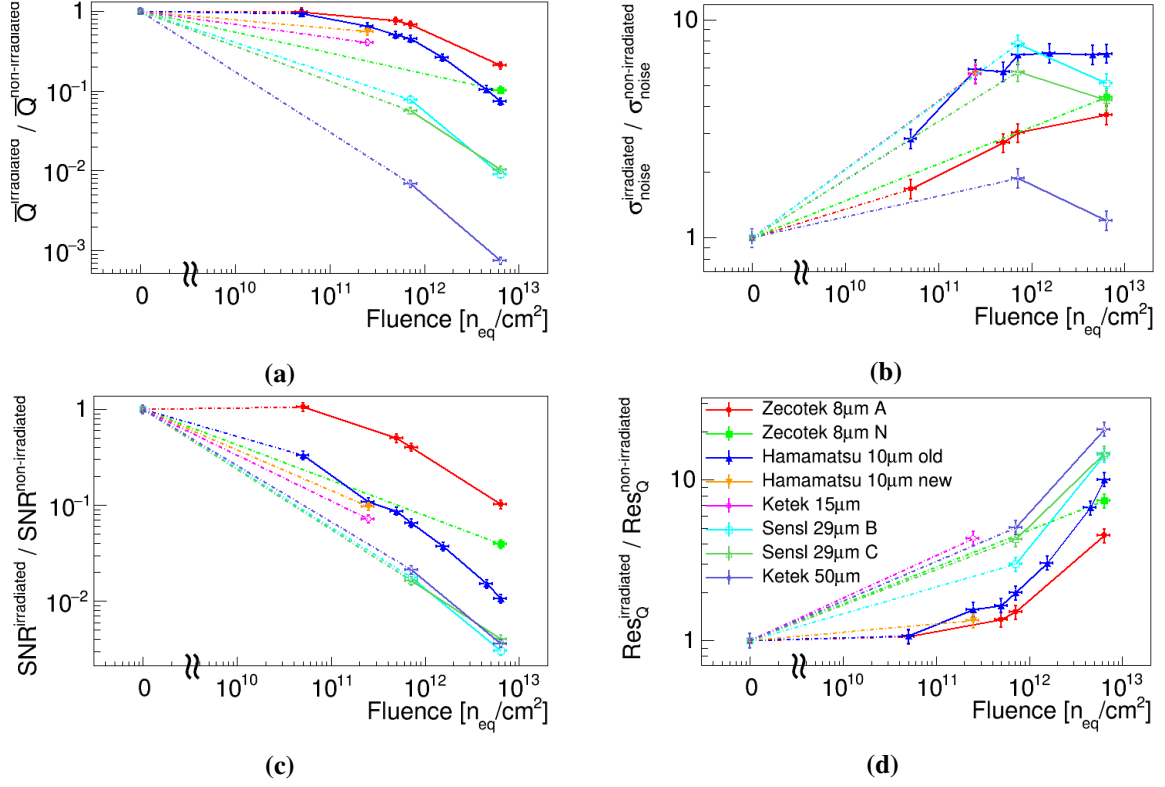 1
10⁻¹
10⁻²
10⁻³
Q̅^irradiated / Q̅^non-irradiated
0 10¹⁰ 10¹¹ 10¹² 10¹³
Fluence [n_eq/cm²]
(a)
10
1
σ_noise^irradiated / σ_noise^non-irradiated
0 10¹⁰ 10¹¹ 10¹² 10¹³
Fluence [n_eq/cm²]
(b)
1
10⁻¹
10⁻²
SNR^irradiated / SNR^non-irradiated
0 10¹⁰ 10¹¹ 10¹² 10¹³
Fluence [n_eq/cm²]
(c)
Zecotek 8μm A
Zecotek 8μm N
Hamamatsu 10μm old
Hamamatsu 10μm new
Ketek 15μm
Sensl 29μm B
Sensl 29μm C
Ketek 50μm
10
1
Res_Q^irradiated / Res_Q^non-irradiated
0 10¹⁰ 10¹¹ 10¹² 10¹³
Fluence [n_eq/cm²]
(d)